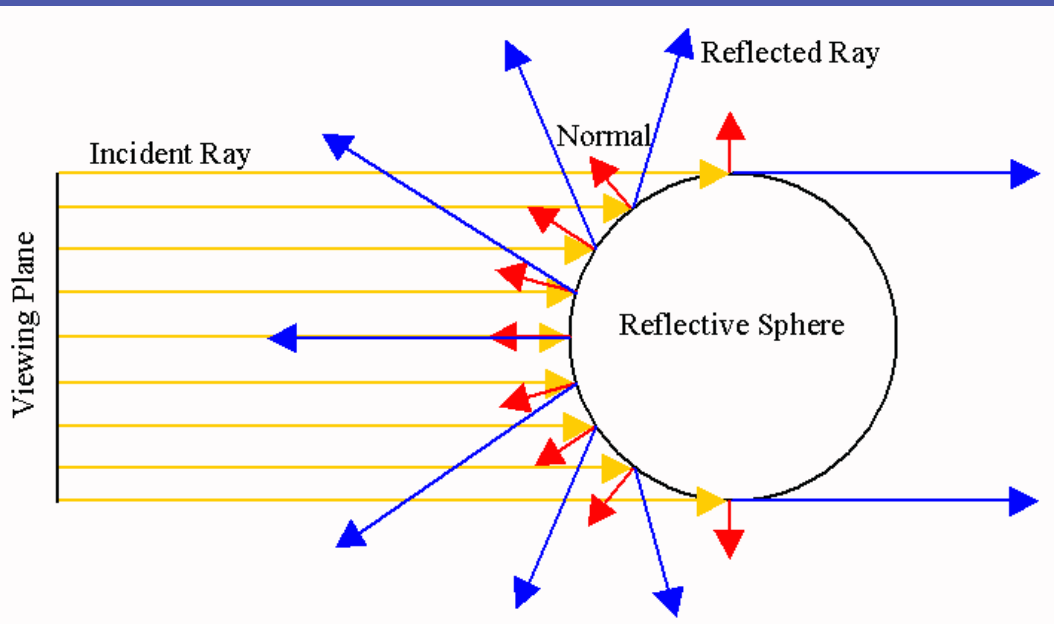 Reflected Ray
Normal
Incident Ray
Viewing Plane
Reflective Sphere